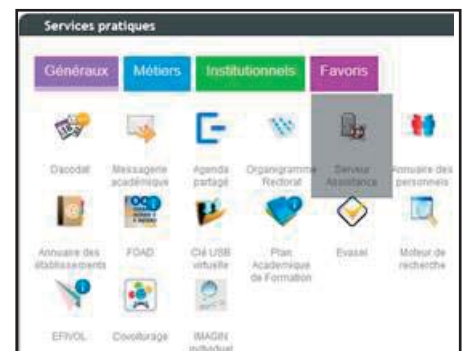 Services pratiques
Généraux Métiers Institutionnels Favoris
Dacodat Messagerie académique Agenda partagé Organigramme Rectorat Serveur Assistance Annuaire des personnels
Annuaire des établissements FOAD Clé USB virtuelle Plan Académique de Formation Evasel Moteur de recherche
EFIVOL Covoiturage IMAGIN individuel